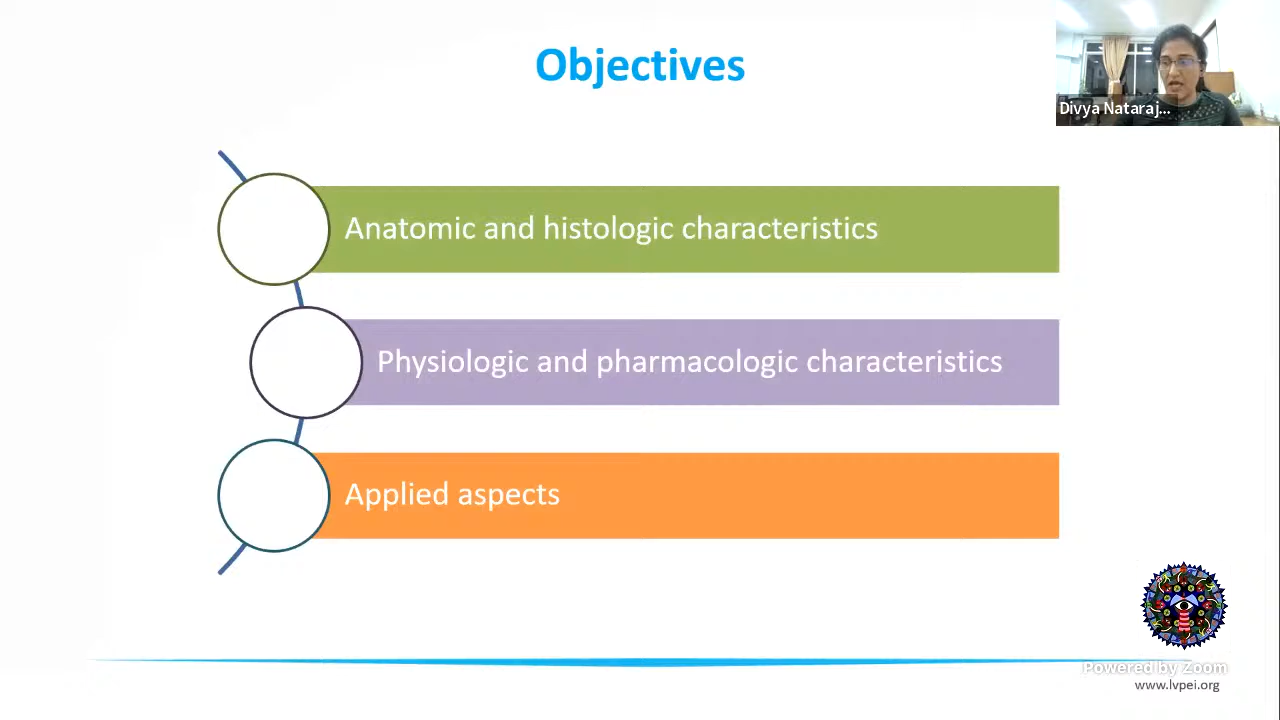 Objectives
Divya Nataraj...
Anatomic and histologic characteristics
Physiologic and pharmacologic characteristics
Applied aspects
Powered by Zoom
www.lvpei.org